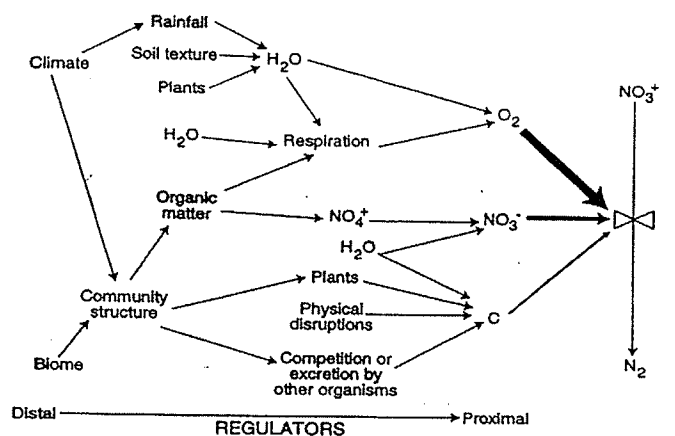 Rainfall
Soil texture
H₂O
Climate
Plants
NO₃⁺
O₂
H₂O
Respiration
Organic
matter
NO₄⁺
NO₃⁻
H₂O
Plants
Community
structure
Physical
disruptions
C
Biome
Competition or
excretion by
other organisms
N₂
Distal
Proximal
REGULATORS